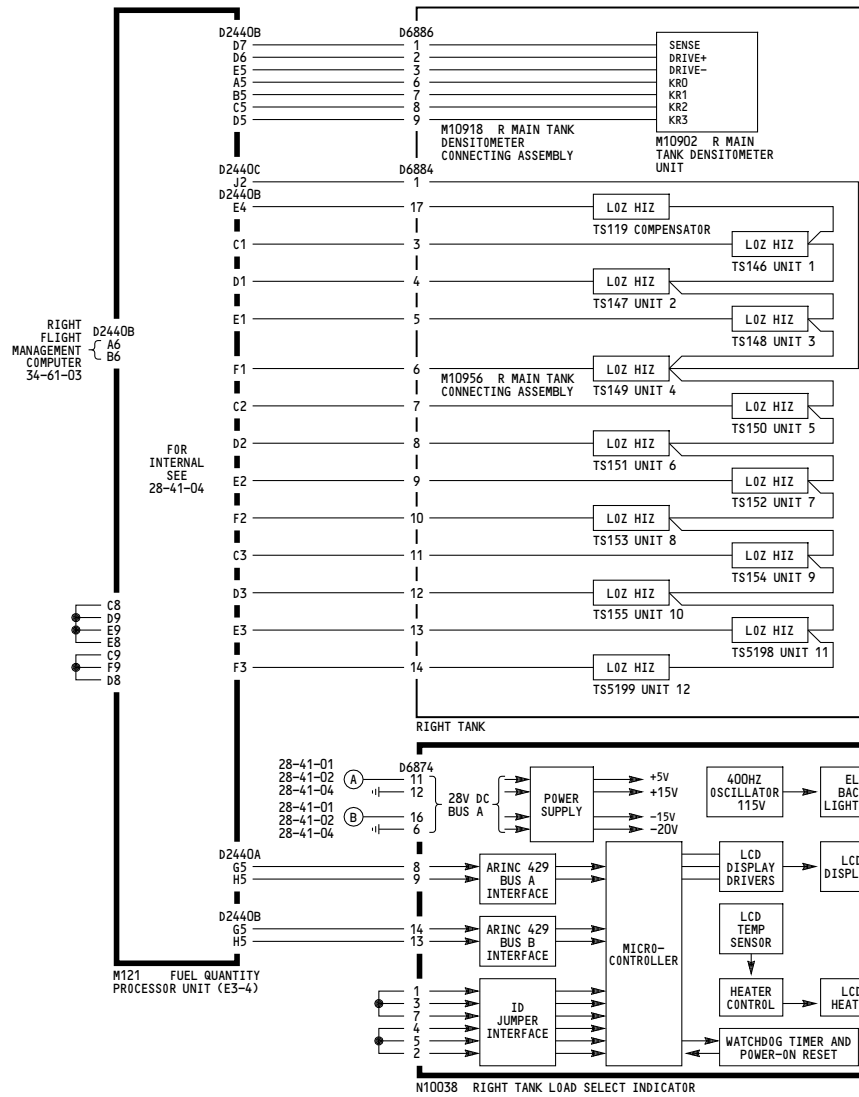 D2440B D6886
D7 1 SENSE
D6 2 DRIVE+
E5 3 DRIVE-
A5 6 KR0
B5 7 KR1
C5 8 KR2
D5 9 KR3
M10918 R MAIN TANK
DENSITOMETER
CONNECTING ASSEMBLY
M10902 R MAIN
TANK DENSITOMETER
UNIT
D2440C D6884
J2 1
D2440B
E4 17 LOZ HIZ
TS119 COMPENSATOR
C1 3 LOZ HIZ
TS146 UNIT 1
D1 4 LOZ HIZ
TS147 UNIT 2
E1 5 LOZ HIZ
TS148 UNIT 3
RIGHT
FLIGHT
MANAGEMENT
COMPUTER
34-61-03
D2440B
A6
B6
F1 6 LOZ HIZ
TS149 UNIT 4
M10956 R MAIN TANK
CONNECTING ASSEMBLY
C2 7 LOZ HIZ
TS150 UNIT 5
D2 8 LOZ HIZ
TS151 UNIT 6
FOR
INTERNAL
SEE
28-41-04
E2 9 LOZ HIZ
TS152 UNIT 7
F2 10 LOZ HIZ
TS153 UNIT 8
C3 11 LOZ HIZ
TS154 UNIT 9
D3 12 LOZ HIZ
TS155 UNIT 10
E3 13 LOZ HIZ
TS5198 UNIT 11
F3 14 LOZ HIZ
TS5199 UNIT 12
C8
D9
E9
E8
C9
F9
D8
RIGHT TANK
28-41-01
28-41-02
28-41-04
A
28-41-01
28-41-02
28-41-04
B
D6874
11
12
16
6
28V DC
BUS A
POWER
SUPPLY
+5V
+15V
-15V
-20V
400HZ
OSCILLATOR
115V
EL
BAC
LIGHT
D2440A
G5 8
H5 9
ARINC 429
BUS A
INTERFACE
LCD
DISPLAY
DRIVERS
LCD
DISPL
D2440B
G5 14
H5 13
ARINC 429
BUS B
INTERFACE
MICRO-
CONTROLLER
LCD
TEMP
SENSOR
M121 FUEL QUANTITY
PROCESSOR UNIT (E3-4)
1
3
7
4
5
2
ID
JUMPER
INTERFACE
HEATER
CONTROL
LCD
HEAT
WATCHDOG TIMER AND
POWER-ON RESET
N10038 RIGHT TANK LOAD SELECT INDICATOR